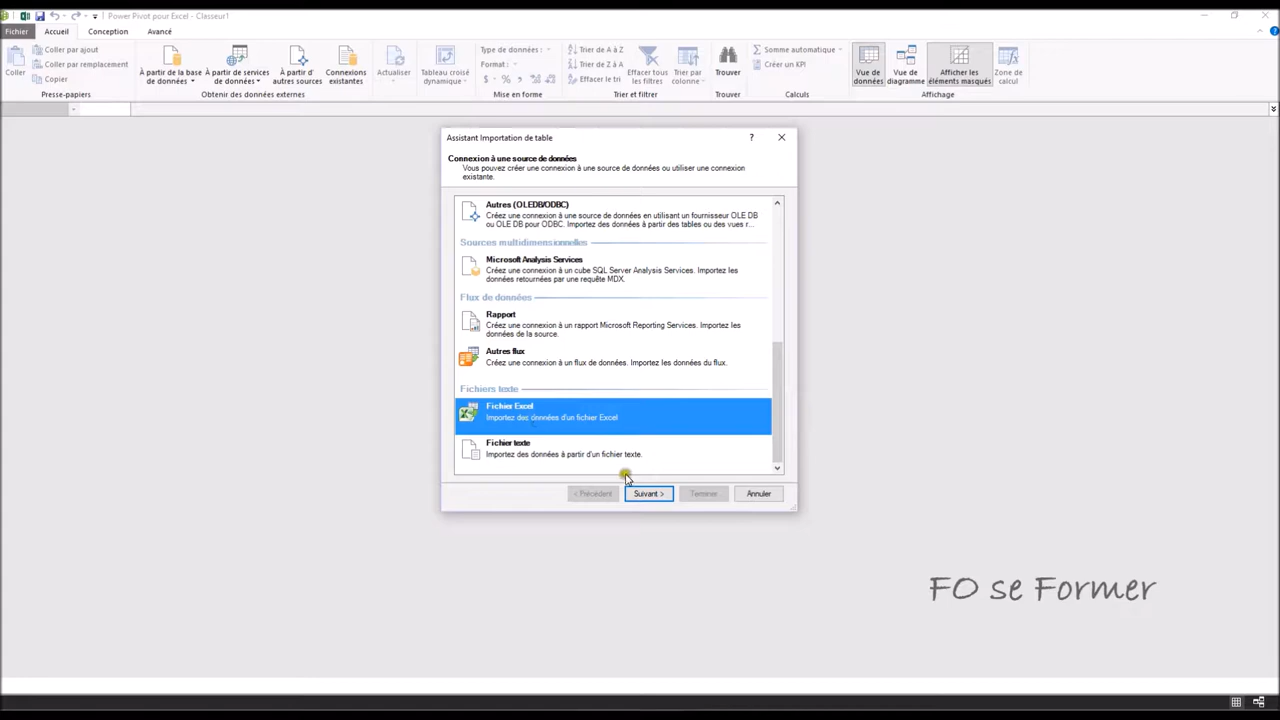 Power Pivot pour Excel - Classeur1
Fichier Accueil Conception Avancé
Coller
Coller par ajout
Coller par remplacement
Copier
Presse-papiers
À partir de la base
de données
À partir de services
de données
À partir d'
autres sources
Connexions
existantes
Obtenir des données externes
Actualiser
Tableau croisé
dynamique
Type de données :
Format :
$ % ,
Mise en forme
Trier de A à Z
Trier de Z à A
Effacer le tri
Effacer tous
les filtres
Trier par
colonne
Trier et filtrer
Trouver
Trouver
Somme automatique
Créer un KPI
Calculs
Vue de
données
Vue de
diagramme
Afficher les
éléments masqués
Zone de
calcul
Affichage
Assistant Importation de table
?
Connexion à une source de données
Vous pouvez créer une connexion à une source de données ou utiliser une connexion
existante.
Autres (OLEDB/ODBC)
Créez une connexion à une source de données en utilisant un fournisseur OLE DB
ou OLE DB pour ODBC. Importez des données à partir des tables ou des vues r...
Sources multidimensionnelles
Microsoft Analysis Services
Créez une connexion à un cube SQL Server Analysis Services. Importez les
données retournées par une requête MDX.
Flux de données
Rapport
Créez une connexion à un rapport Microsoft Reporting Services. Importez les
données de la source.
Autres flux
Créez une connexion à un flux de données. Importez les données du flux.
Fichiers texte
Fichier Excel
Importez des données d'un fichier Excel
Fichier texte
Importez des données à partir d'un fichier texte.
< Précédent Suivant > Terminer Annuler
FO se Former